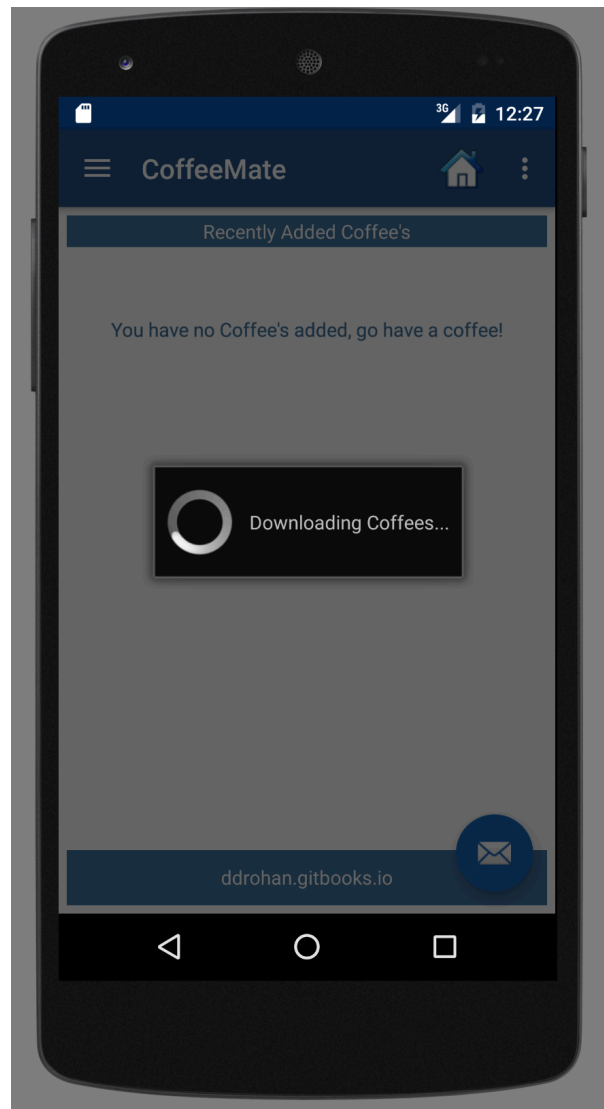 3G 12:27
CoffeeMate
Recently Added Coffee's
You have no Coffee's added, go have a coffee!
Downloading Coffees...
ddrohan.gitbooks.io